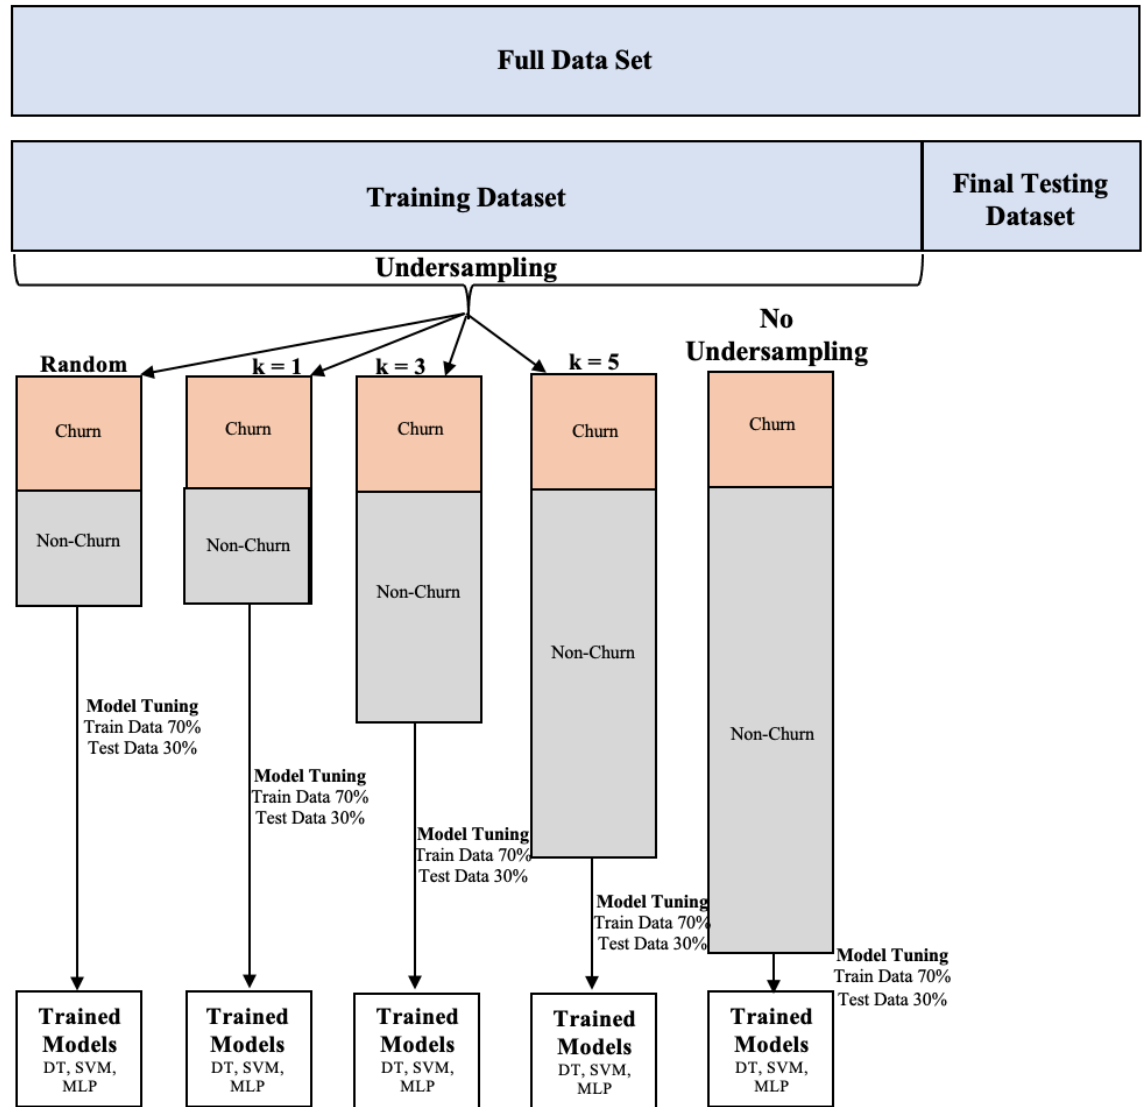 Full Data Set
Training Dataset
Final Testing
Dataset
Undersampling
No
Undersampling
Random
k = 1
k = 3
k = 5
Churn
Churn
Churn
Churn
Churn
Non-Churn
Non-Churn
Non-Churn
Non-Churn
Non-Churn
Model Tuning
Train Data 70%
Test Data 30%
Model Tuning
Train Data 70%
Test Data 30%
Model Tuning
Train Data 70%
Test Data 30%
Model Tuning
Train Data 70%
Test Data 30%
Model Tuning
Train Data 70%
Test Data 30%
Trained
Models
DT, SVM,
MLP
Trained
Models
DT, SVM,
MLP
Trained
Models
DT, SVM,
MLP
Trained
Models
DT, SVM,
MLP
Trained
Models
DT, SVM,
MLP